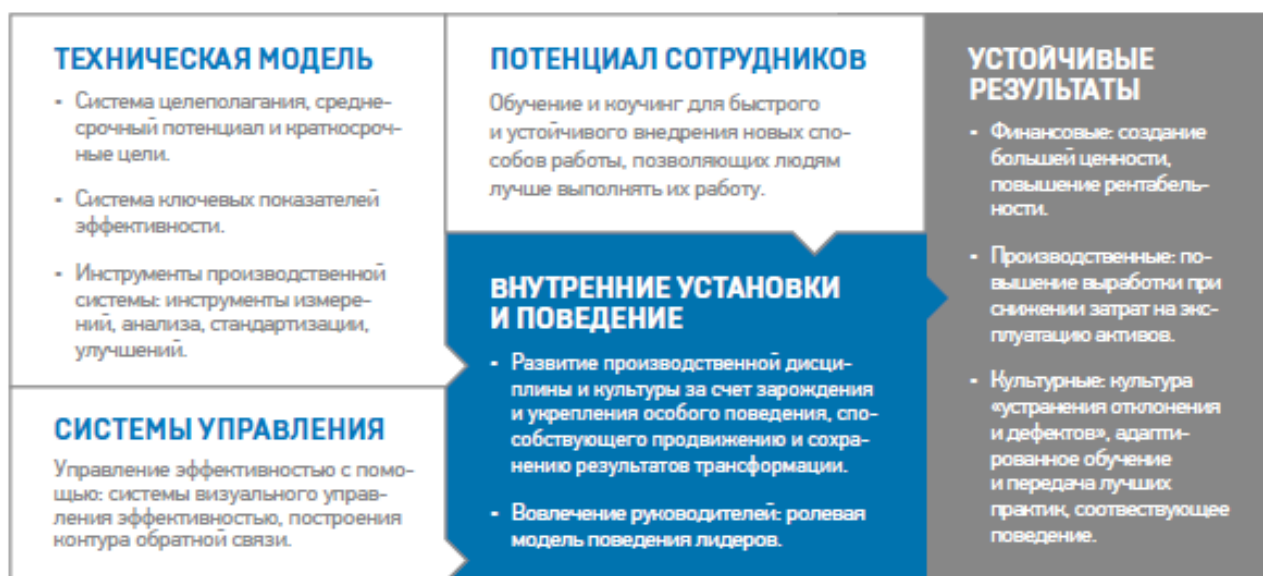 ТЕХНИЧЕСКАЯ МОДЕЛЬ
- Система целеполагания, средне-
срочный потенциал и краткосроч-
ные цели.
- Система ключевых показателей
эффективности.
- Инструменты производственной
системы: инструменты измере-
ний, анализа, стандартизации,
улучшений.
СИСТЕМЫ УПРАВЛЕНИЯ
Управление эффективностью с помо-
щью: системы визуального управ-
ления эффективностью, построения
контура обратной связи.
ПОТЕНЦИАЛ СОТРУДНИКОВ
Обучение и коучинг для быстрого
и устойчивого внедрения новых спо-
собов работы, позволяющих людям
лучше выполнять их работу.
ВНУТРЕННИЕ УСТАНОВКИ
И ПОВЕДЕНИЕ
- Развитие производственной дисци-
плины и культуры за счет зарождения
и укрепления особого поведения, спо-
собствующего продвижению и сохра-
нению результатов трансформации.
- Вовлечение руководителей: ролевая
модель поведения лидеров.
УСТОЙЧИВЫЕ
РЕЗУЛЬТАТЫ
- Финансовые: создание
большей ценности,
повышение рентабель-
ности.
- Производственные: по-
вышение выработки при
снижении затрат на экс-
плуатацию активов.
- Культурные: культура
«устранения отклонения
и дефектов», адапти-
рованное обучение
и передача лучших
практик, соотвествующее
поведение.